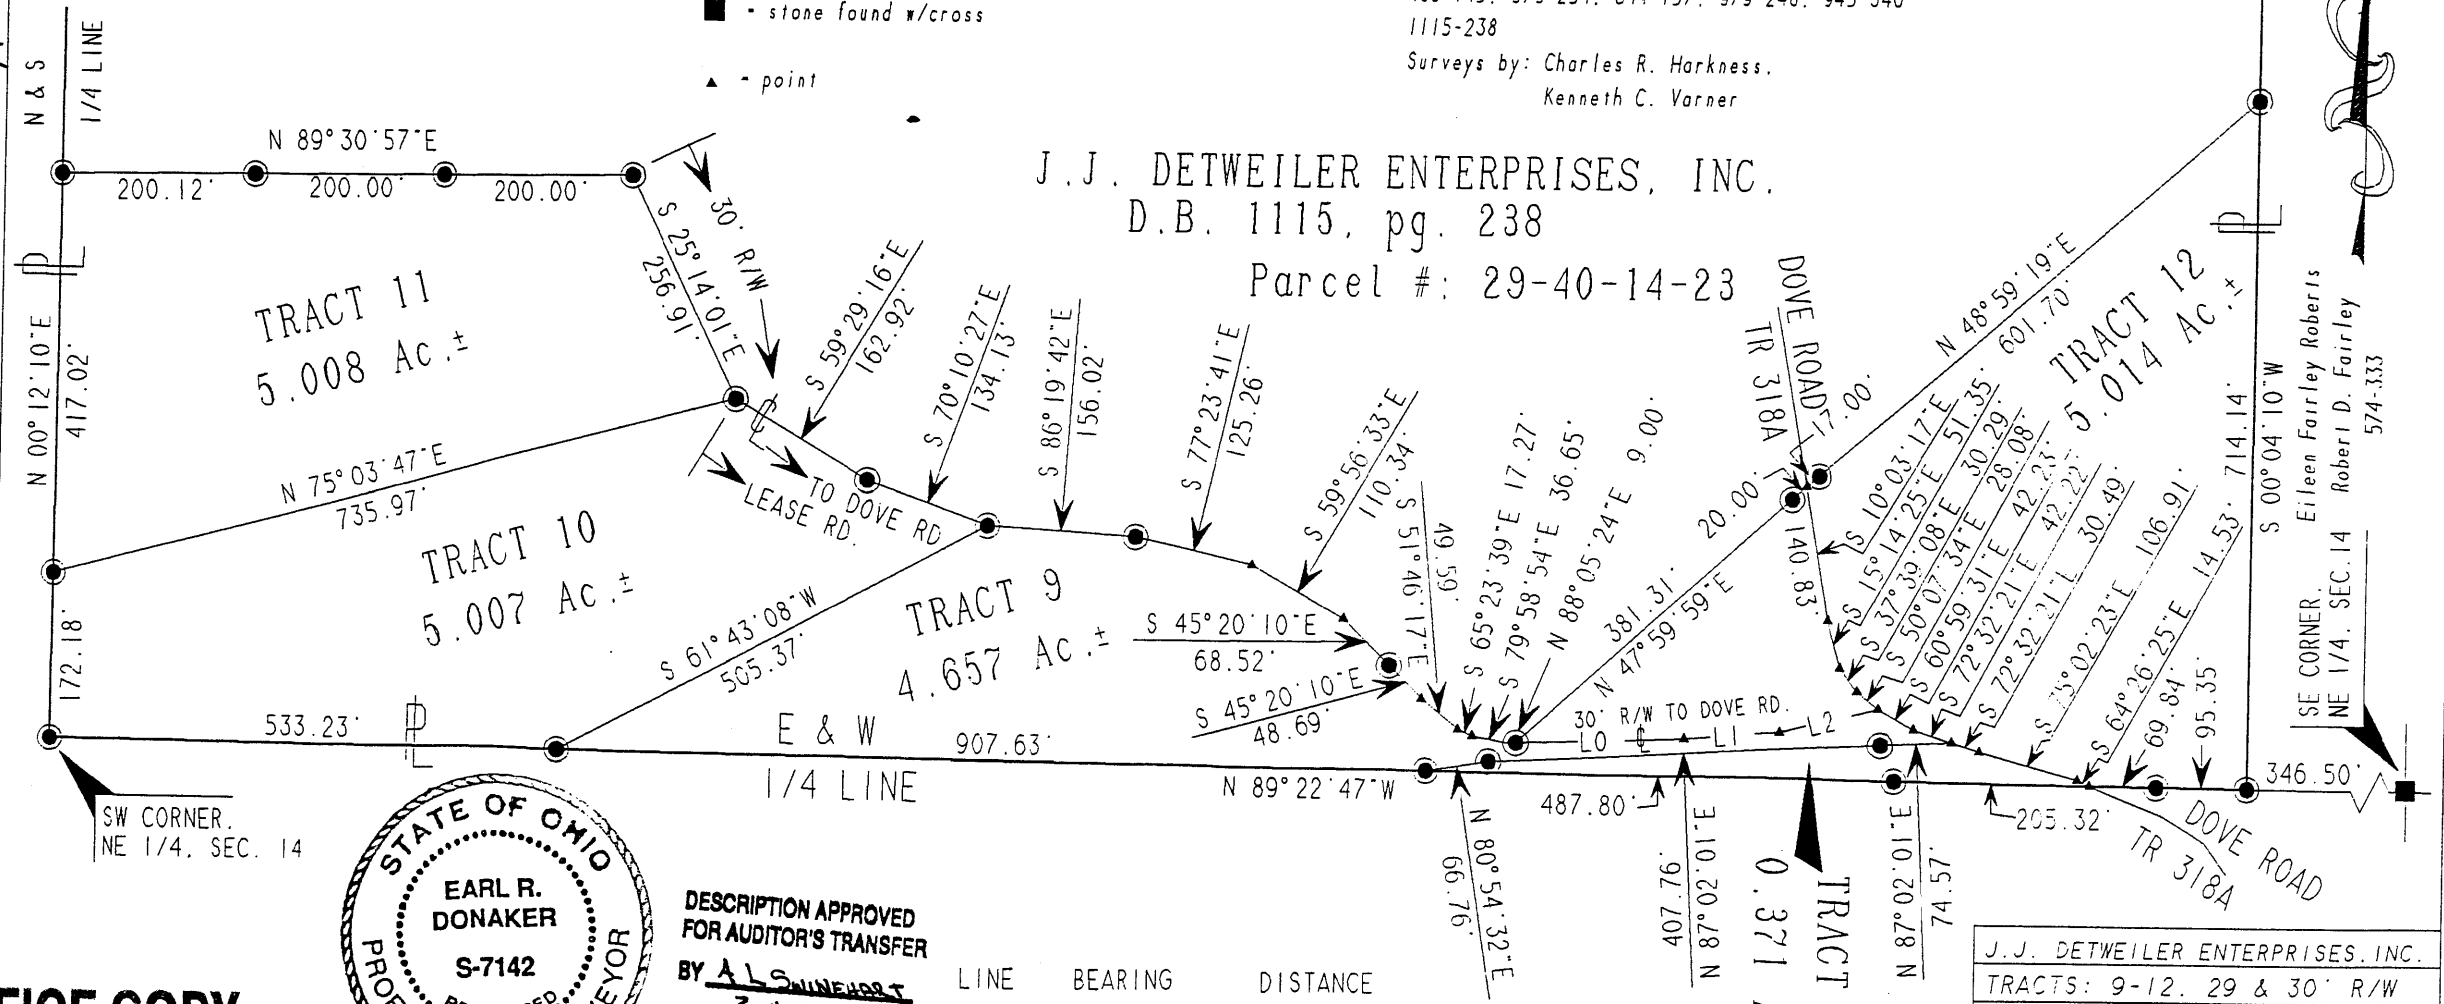 ■ - stone found w/cross
1115-238
Surveys by: Charles R. Harkness,
Kenneth C. Varner
▲ - point
N & S
1/4 LINE
N 89°30'57"E
200.12'
200.00'
200.00'
30' R/W
S 25°14'01"E
256.91'
J.J. DETWEILER ENTERPRISES, INC.
D.B. 1115, pg. 238
Parcel #: 29-40-14-23
TRACT 11
5.008 Ac.±
N 00°12'10"E
417.02'
172.18'
N 75°03'47"E
735.97'
TRACT 10
5.007 Ac.±
LEASE RD.
TO DOVE RD
S 59°29'16"E
162.92'
S 70°10'27"E
134.13'
S 86°19'42"E
156.02'
S 77°23'41"E
125.26'
S 59°56'33"E
110.34'
S 45°20'10"E
68.52'
S 45°20'10"E
48.69'
S 51°46'17"E
49.59'
S 65°23'39"E 17.27'
S 79°58'54"E 36.65'
N 88°05'24"E 9.00'
S 61°43'08"W
505.37'
TRACT 9
4.657 Ac.±
381.31'
N 47°59'59"E
20.00'
17.00'
DOVE ROAD
TR 318A
N 48°59'19"E
601.70'
TRACT 12
5.014 Ac.±
140.83'
S 10°03'17"E
S 15°14'25"E 51.35'
S 37°39'08"E 30.29'
S 50°07'34"E 28.08'
S 60°59'31"E 42.23'
S 72°32'21"E 42.22'
S 72°32'21" 30.49'
S 75°02'23"E 106.91'
S 64°26'25"E 14.53'
69.84'
95.35'
S 00°04'10"W
714.14'
Eileen Fairley Roberts
Robert D. Fairley
574-333
SE CORNER.
NE 1/4. SEC.14
346.50'
30' R/W TO DOVE RD.
L0
L1
L2
533.23'
E & W
1/4 LINE
907.63'
N 89°22'47"W
487.80'
205.32'
DOVE ROAD
TR 318A
SW CORNER.
NE 1/4. SEC. 14
N 80°54'32"E
66.76'
407.76'
N 87°02'01"E
TRACT
0.371
N 87°02'01"E
74.57'
STATE OF OHIO
EARL R.
DONAKER
S-7142
DESCRIPTION APPROVED
FOR AUDITOR'S TRANSFER
BY A L SWINEHART
LINE BEARING DISTANCE
J.J. DETWEILER ENTERPRISES, INC.
TRACTS: 9-12, 29 & 30' R/W
COPY